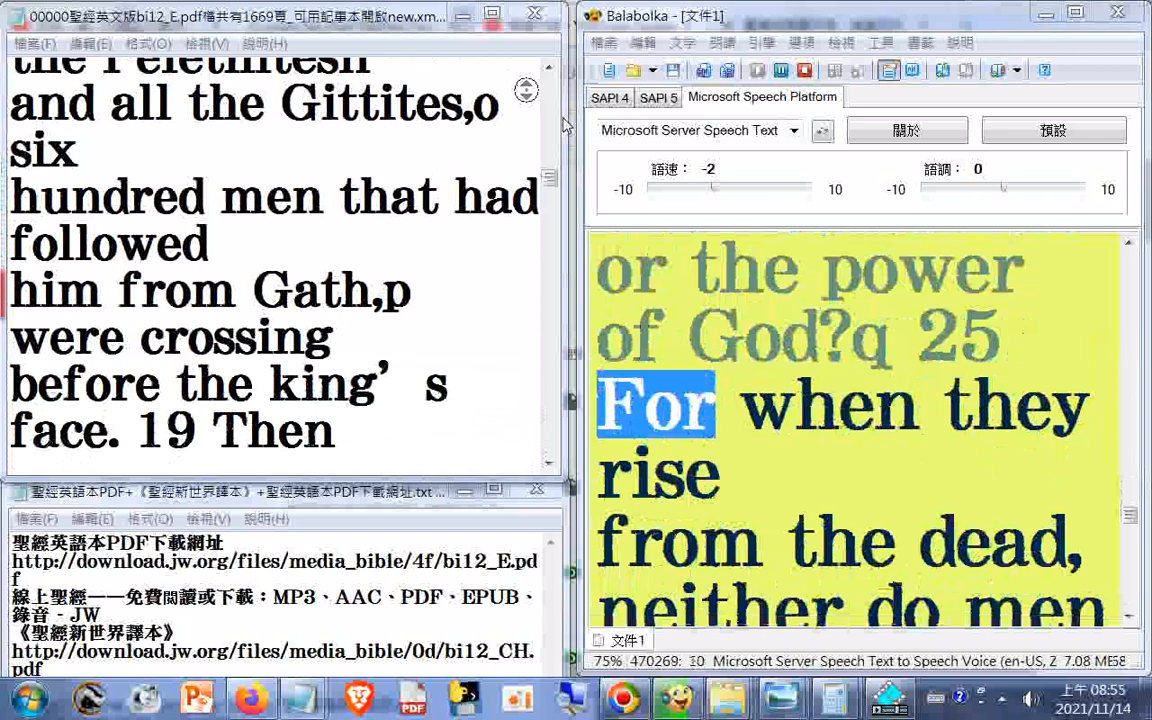 00000聖經英文版bi12_E.pdf檔共有1669頁_可用記事本開啟new.xm...
檔案(F) 編輯(E) 格式(O) 檢視(V) 說明(H)
the Pelethitesn
and all the Gittites,o
six
hundred men that had
followed
him from Gath,p
were crossing
before the king’s
face. 19 Then
聖經英語本PDF+《聖經新世界譯本》+聖經英語本PDF下載網址.txt ...
檔案(F) 編輯(E) 格式(O) 檢視(V) 說明(H)
聖經英語本PDF下載網址
http://download.jw.org/files/media_bible/4f/bi12_E.pd
f
線上聖經——免費閱讀或下載：MP3、AAC、PDF、EPUB、
錄音 - JW
《聖經新世界譯本》
http://download.jw.org/files/media_bible/0d/bi12_CH.
pdf
Balabolka - [文件1]
檔案 編輯 文字 朗讀 引擎 選項 檢視 工具 書籤 說明
SAPI 4 SAPI 5 Microsoft Speech Platform
Microsoft Server Speech Text 關於 預設
語速： -2 語調： 0
-10 10 -10 10
or the power
of God?q 25
For when they
rise
from the dead,
neither do men
文件1
75% 470269: 10 Microsoft Server Speech Text to Speech Voice (en-US, Z 7.08 ME58
上午 08:55
2021/11/14